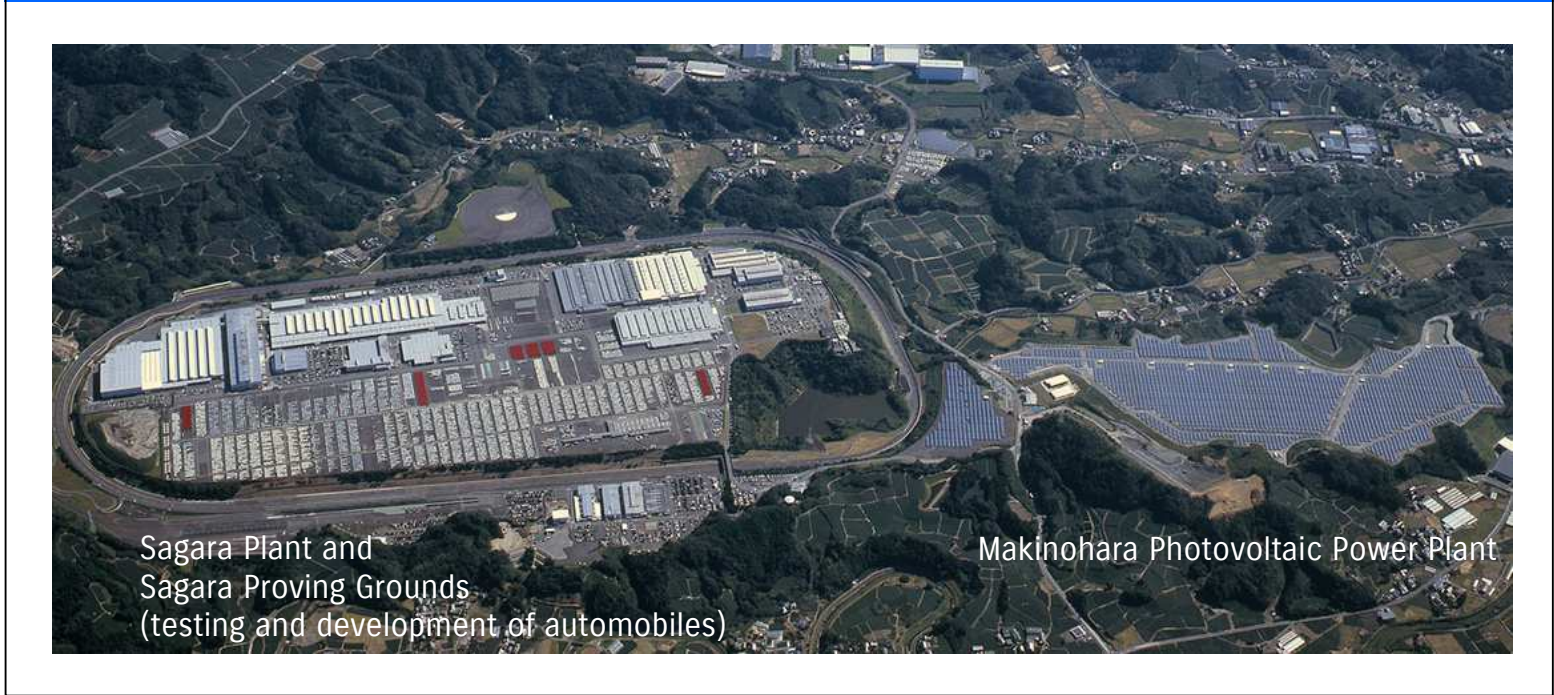 Sagara Plant and
Sagara Proving Grounds
(testing and development of automobiles)
Makinohara Photovoltaic Power Plant